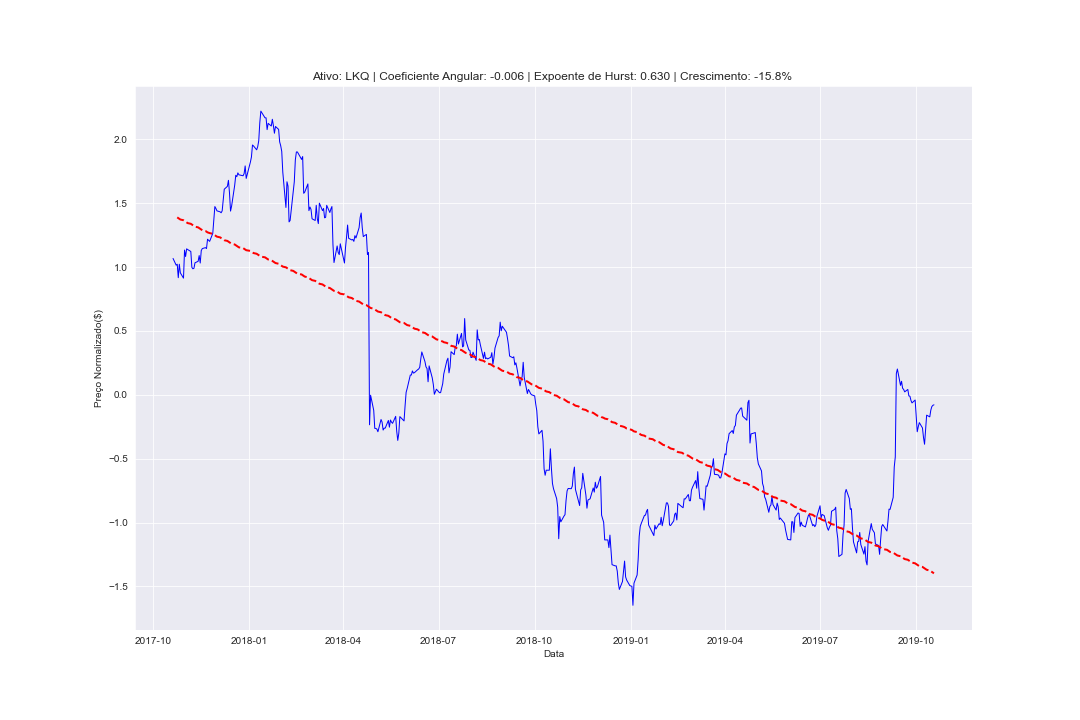 Ativo: LKQ | Coeficiente Angular: -0.006 | Expoente de Hurst: 0.630 | Crescimento: -15.8%
2.0
1.5
1.0
0.5
0.0
−0.5
−1.0
−1.5
Preço Normalizado($)
2017-10 2018-01 2018-04 2018-07 2018-10 2019-01 2019-04 2019-07 2019-10
Data